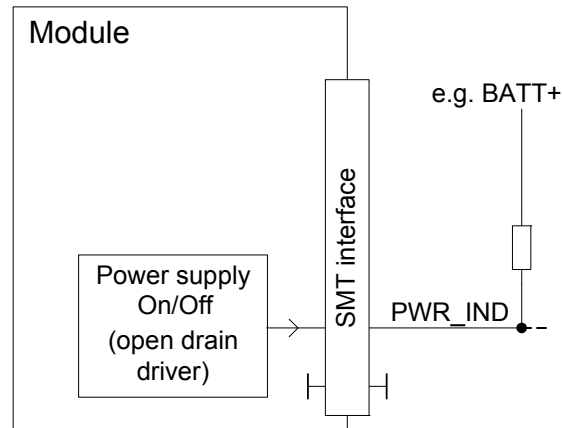 Module
e.g. BATT+
SMT interface
Power supply
On/Off
(open drain
driver)
PWR_IND